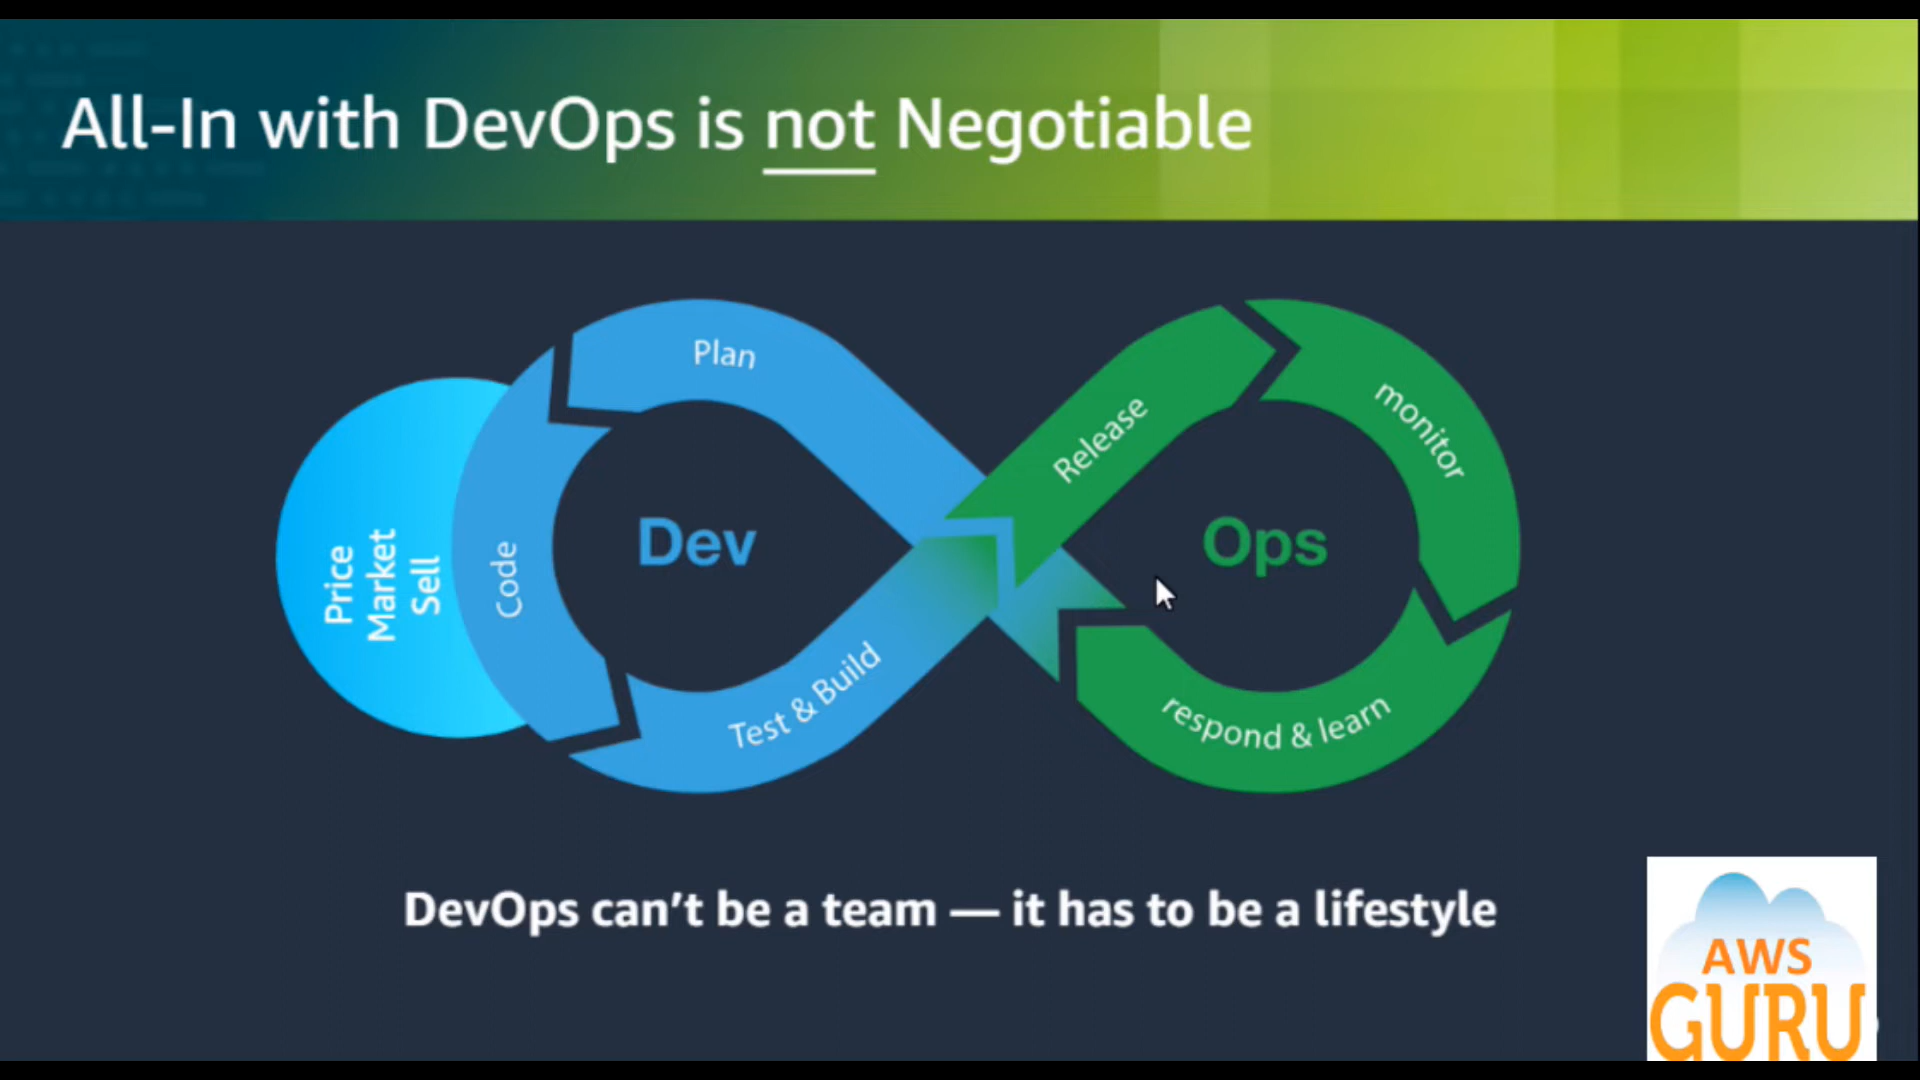 All-In with DevOps is not Negotiable
Plan
Release
monitor
Price
Market
Sell
Code
Dev
Ops
Test & Build
respond & learn
DevOps can't be a team — it has to be a lifestyle
AWS
GURU